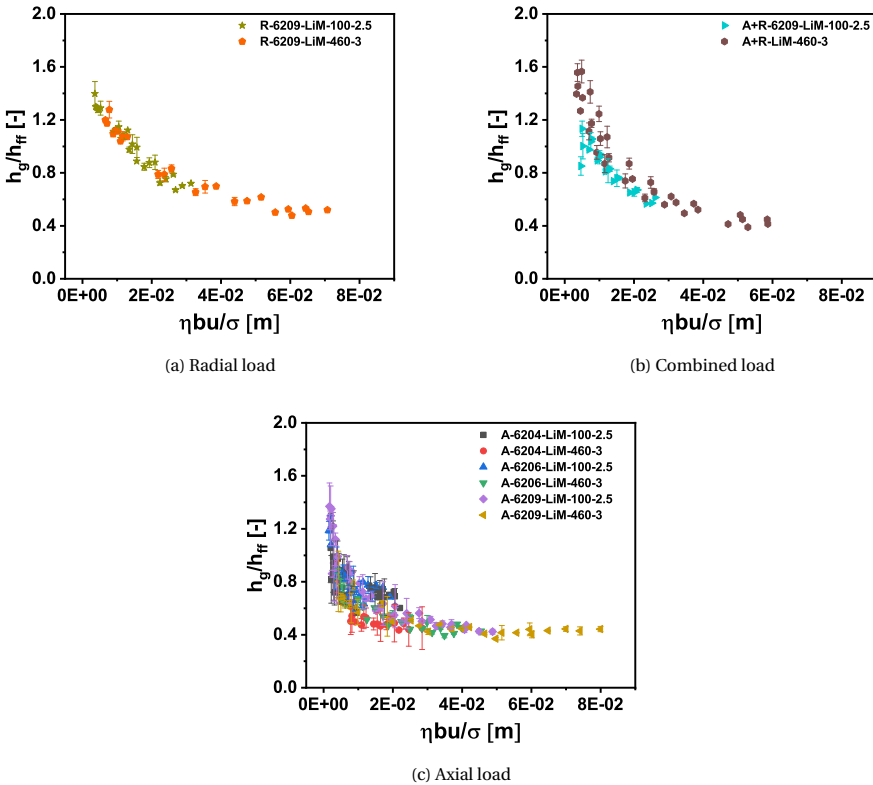 R-6209-LiM-100-2.5
R-6209-LiM-460-3
2.0
1.6
1.2
0.8
0.4
0.0
hg/hff [-]
0E+00 2E-02 4E-02 6E-02 8E-02
ηbu/σ [m]
(a) Radial load
A+R-6209-LiM-100-2.5
A+R-LiM-460-3
2.0
1.6
1.2
0.8
0.4
0.0
hg/hff [-]
0E+00 2E-02 4E-02 6E-02 8E-02
ηbu/σ [m]
(b) Combined load
A-6204-LiM-100-2.5
A-6204-LiM-460-3
A-6206-LiM-100-2.5
A-6206-LiM-460-3
A-6209-LiM-100-2.5
A-6209-LiM-460-3
2.0
1.6
1.2
0.8
0.4
0.0
hg/hff [-]
0E+00 2E-02 4E-02 6E-02 8E-02
ηbu/σ [m]
(c) Axial load